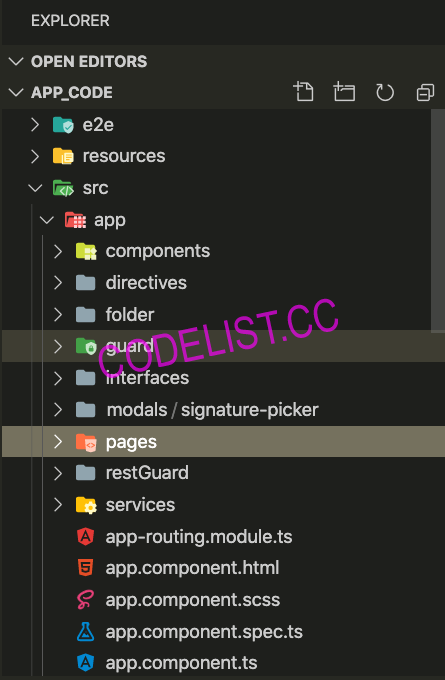 EXPLORER
OPEN EDITORS
APP_CODE
e2e
resources
src
app
components
directives
folder
guard
interfaces
modals / signature-picker
pages
restGuard
services
app-routing.module.ts
app.component.html
app.component.scss
app.component.spec.ts
app.component.ts
CODELIST.CC